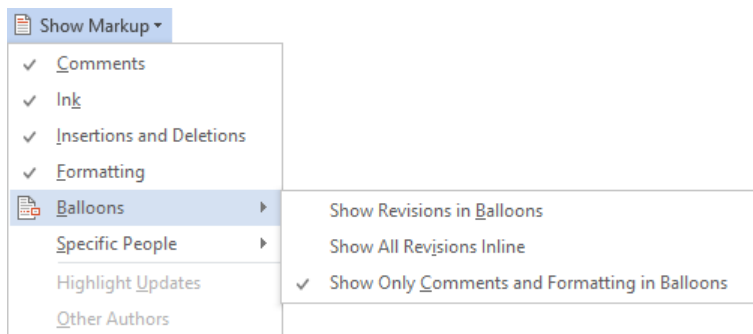 Show Markup
Comments
Ink
Insertions and Deletions
Formatting
Balloons
Specific People
Highlight Updates
Other Authors
Show Revisions in Balloons
Show All Revisions Inline
Show Only Comments and Formatting in Balloons